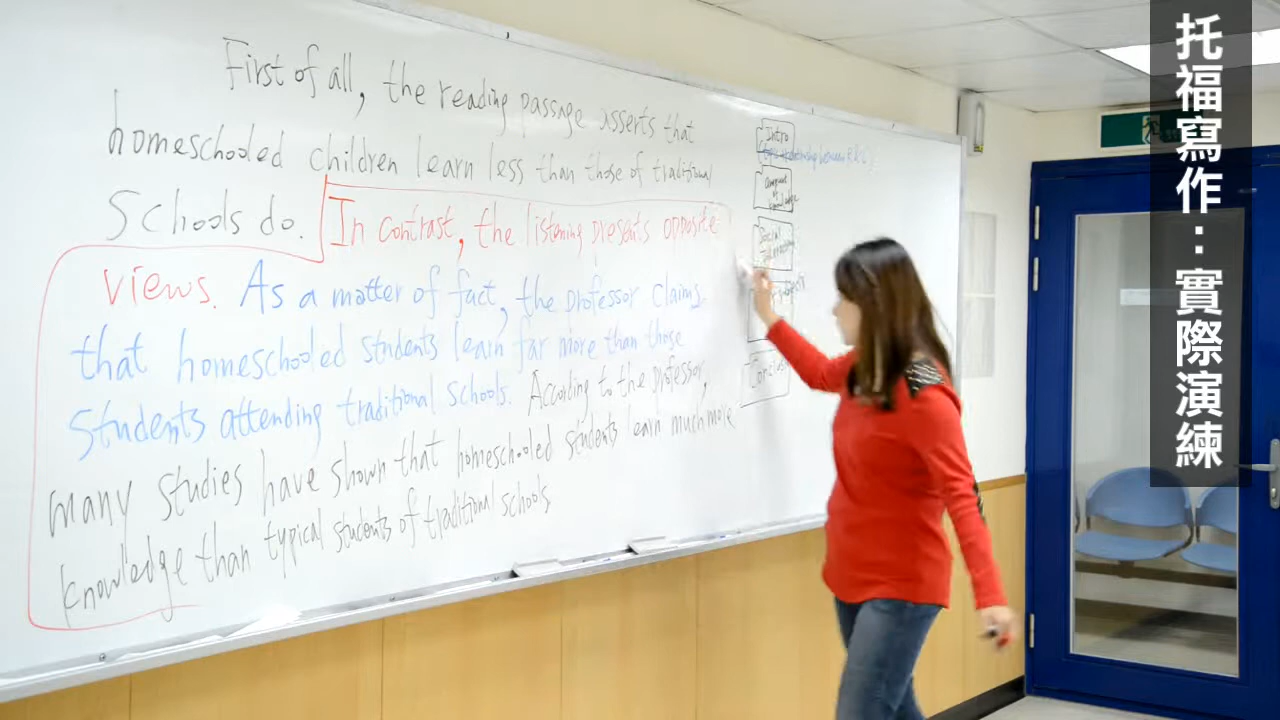 First of all, the reading passage asserts that
homeschooled children learn less than those of traditional
Schools do. In contrast, the listening presents opposite
views. As a matter of fact, the professor claims
that homeschooled students learn far more than those
students attending traditional schools. According to the professor,
many studies have shown that homeschooled students learn much more
knowledge than typical students of traditional schools
Intro
托福寫作：實際演練